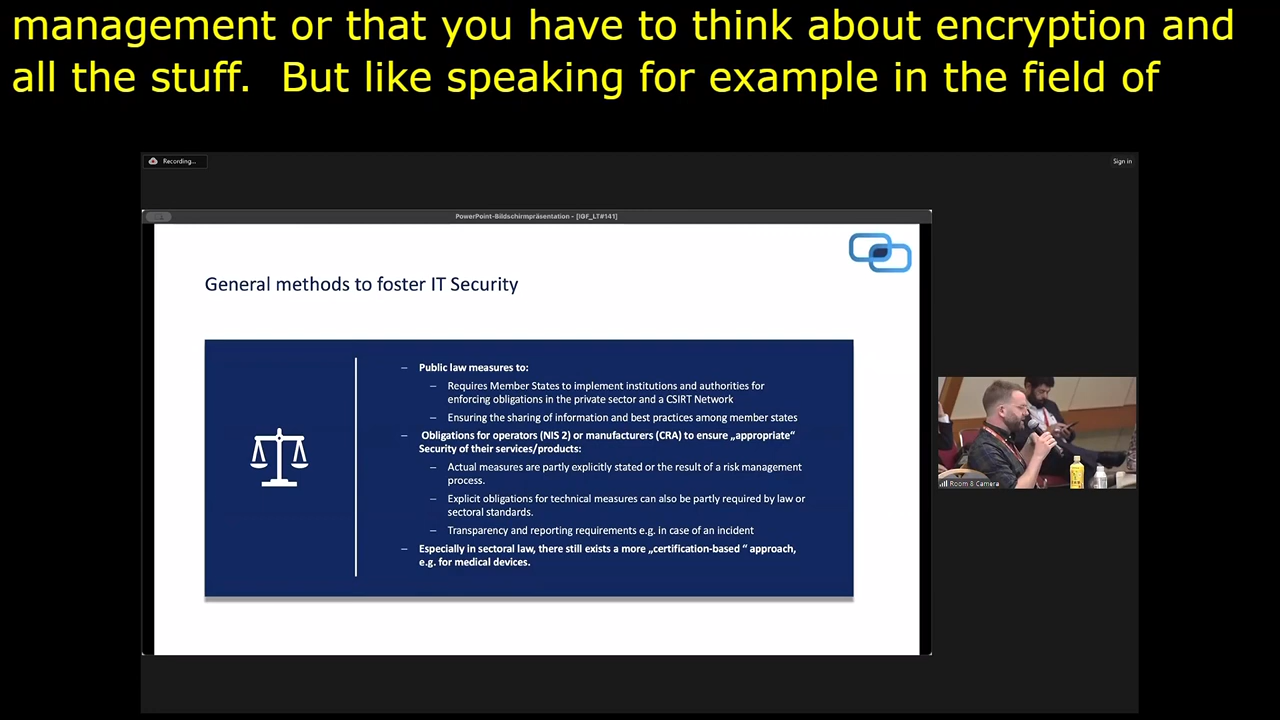 management or that you have to think about encryption and
all the stuff.  But like speaking for example in the field of
Recording...
Sign in
PowerPoint-Bildschirmpräsentation - [IGF_LT#141]
General methods to foster IT Security
– Public law measures to:
– Requires Member States to implement institutions and authorities for
enforcing obligations in the private sector and a CSIRT Network
– Ensuring the sharing of information and best practices among member states
– Obligations for operators (NIS 2) or manufacturers (CRA) to ensure „appropriate“
Security of their services/products:
– Actual measures are partly explicitly stated or the result of a risk management
process.
– Explicit obligations for technical measures can also be partly required by law or
sectoral standards.
– Transparency and reporting requirements e.g. in case of an incident
– Especially in sectoral law, there still exists a more „certification-based “ approach,
e.g. for medical devices.
Room 8 Camera